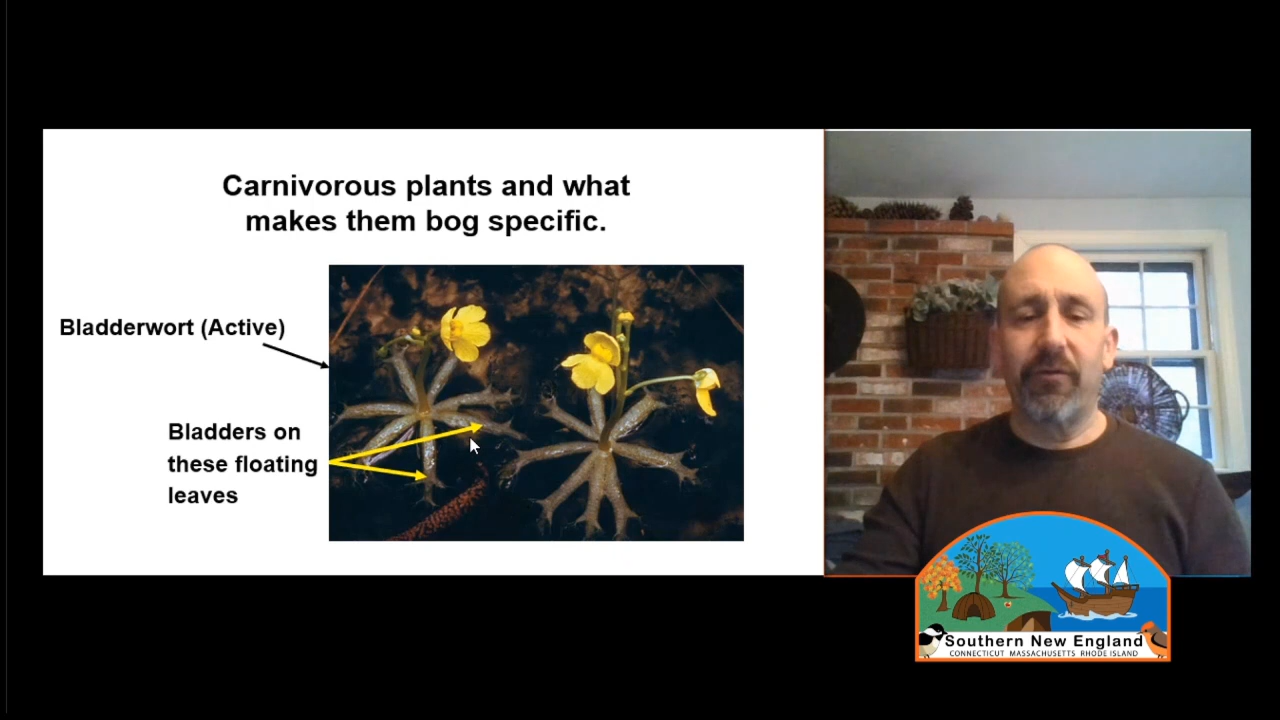 Carnivorous plants and what
makes them bog specific.
Bladderwort (Active)
Bladders on
these floating
leaves
Southern New England
CONNECTICUT MASSACHUSETTS RHODE ISLAND